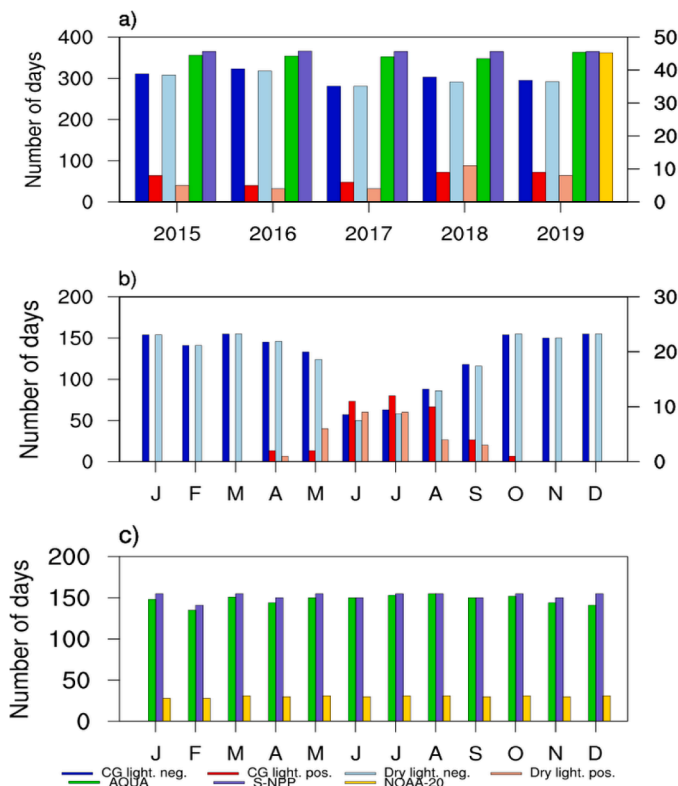 a)
Number of days
400
300
200
100
0
50
40
30
20
10
0
2015 2016 2017 2018 2019
b)
Number of days
200
150
100
50
0
30
20
10
0
J F M A M J J A S O N D
c)
Number of days
200
150
100
50
0
J F M A M J J A S O N D
CG light. neg. CG light. pos. Dry light. neg. Dry light. pos.
AQUA S-NPP NOAA-20